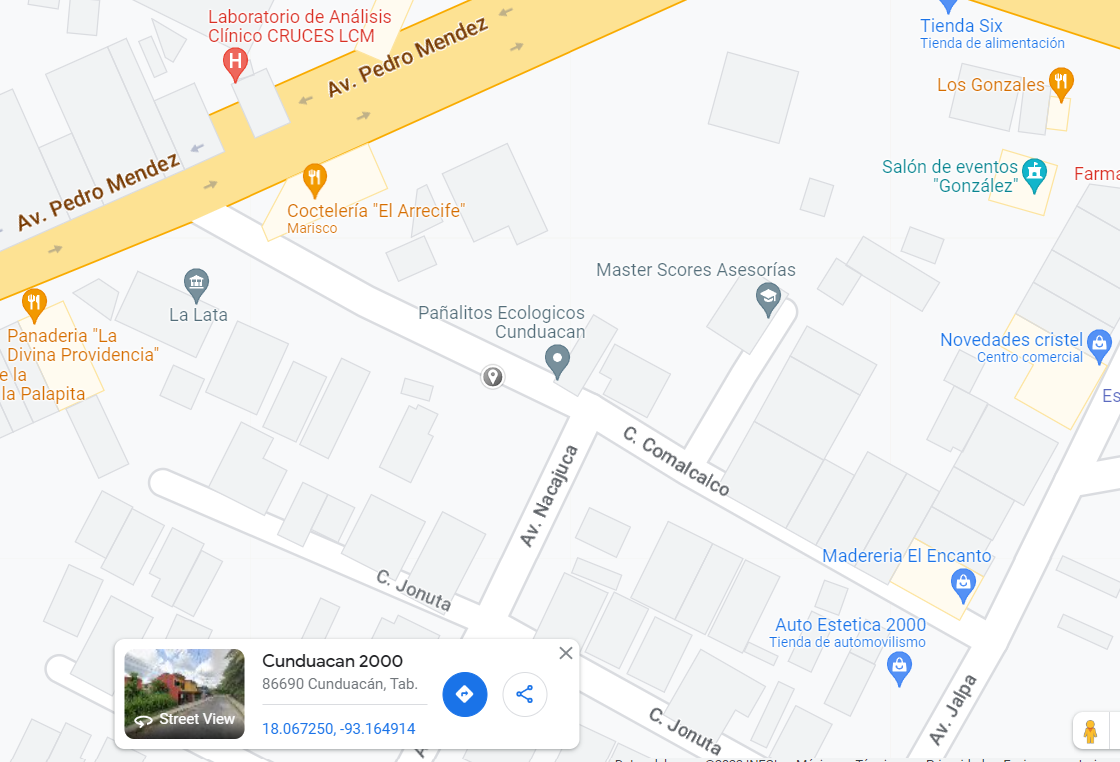 Laboratorio de Análisis
Clínico CRUCES LCM
Av. Pedro Mendez
Tienda Six
Tienda de alimentación
Los Gonzales
Av. Pedro Mendez
Salón de eventos
"González"
Farma
Coctelería "El Arrecife"
Marisco
Master Scores Asesorías
La Lata
Pañalitos Ecologicos
Cunduacan
Panaderia "La
Divina Providencia"
e la
la Palapita
Novedades cristel
Centro comercial
Es
C. Comalcalco
Av. Nacajuca
Madereria El Encanto
C. Jonuta
Auto Estetica 2000
Tienda de automovilismo
Cunduacan 2000
86690 Cunduacán, Tab.
18.067250, -93.164914
Street View
C. Jonuta
Av. Jalpa